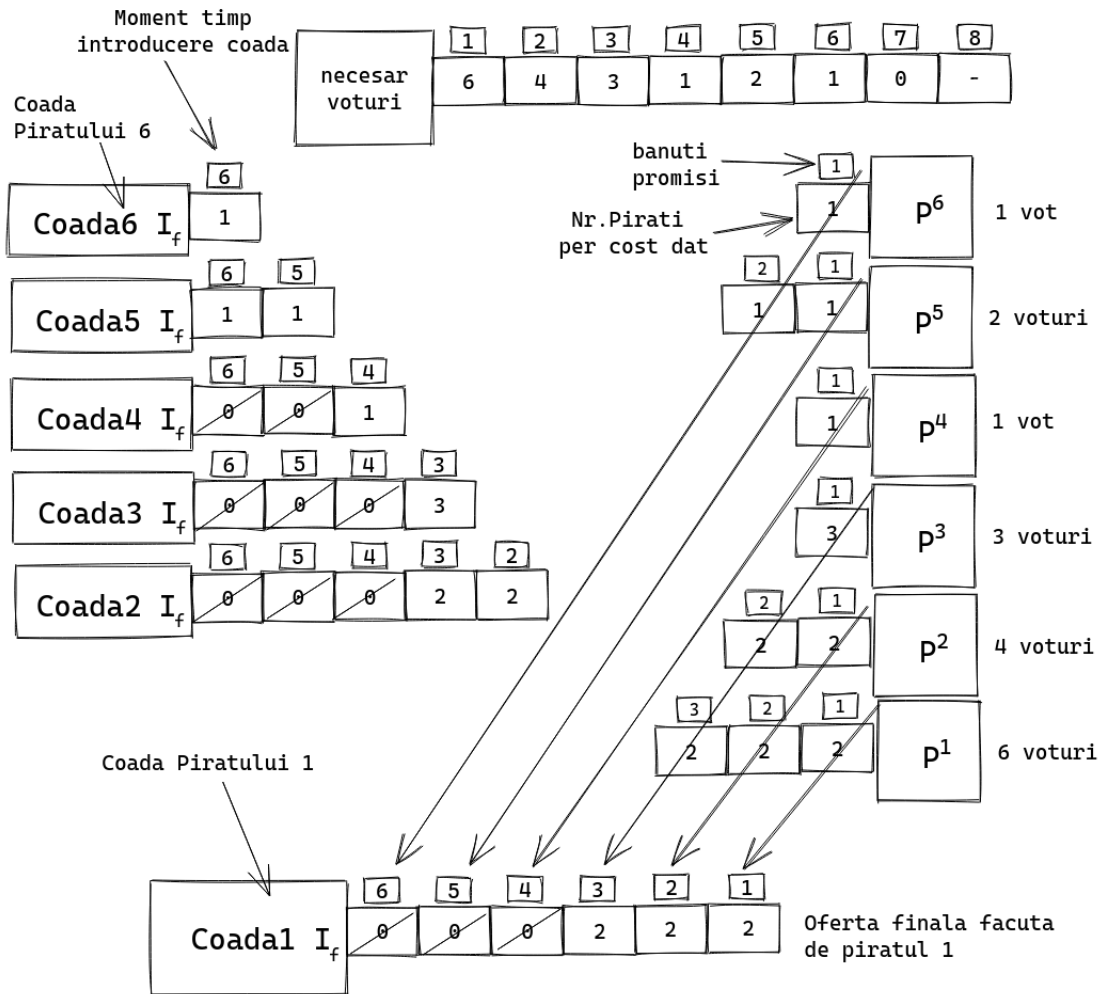 Moment timp
introducere coada
necesar
voturi
1 2 3 4 5 6 7 8
6 4 3 1 2 1 0 -
Coada
Piratului 6
banuti
promisi
Nr.Pirati
per cost dat
6
Coada6 If 1
1
1 P6 1 vot
6 5
Coada5 If 1 1
2 1
1 1 P5 2 voturi
6 5 4
Coada4 If 0 0 1
1
1 P4 1 vot
6 5 4 3
Coada3 If 0 0 0 3
1
3 P3 3 voturi
6 5 4 3 2
Coada2 If 0 0 0 2 2
2 1
2 2 P2 4 voturi
3 2 1
2 2 2 P1 6 voturi
Coada Piratului 1
6 5 4 3 2 1
Coada1 If 0 0 0 2 2 2
Oferta finala facuta
de piratul 1